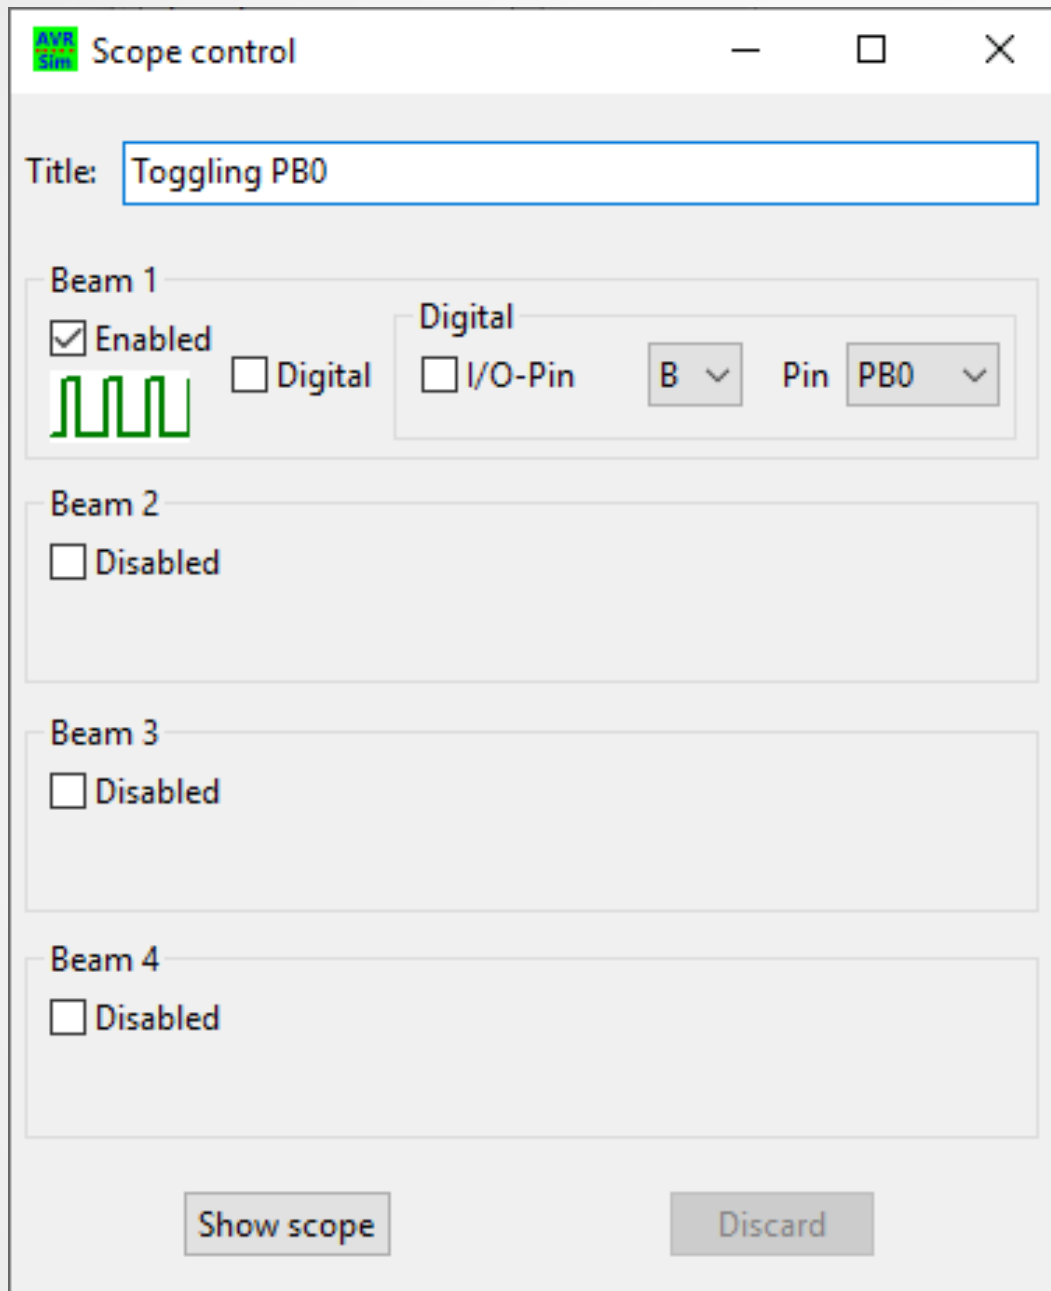 AVR
Sim
Scope control
Title: Toggling PB0
Beam 1
Enabled
Digital
Digital
I/O-Pin B Pin PB0
Beam 2
Disabled
Beam 3
Disabled
Beam 4
Disabled
Show scope Discard